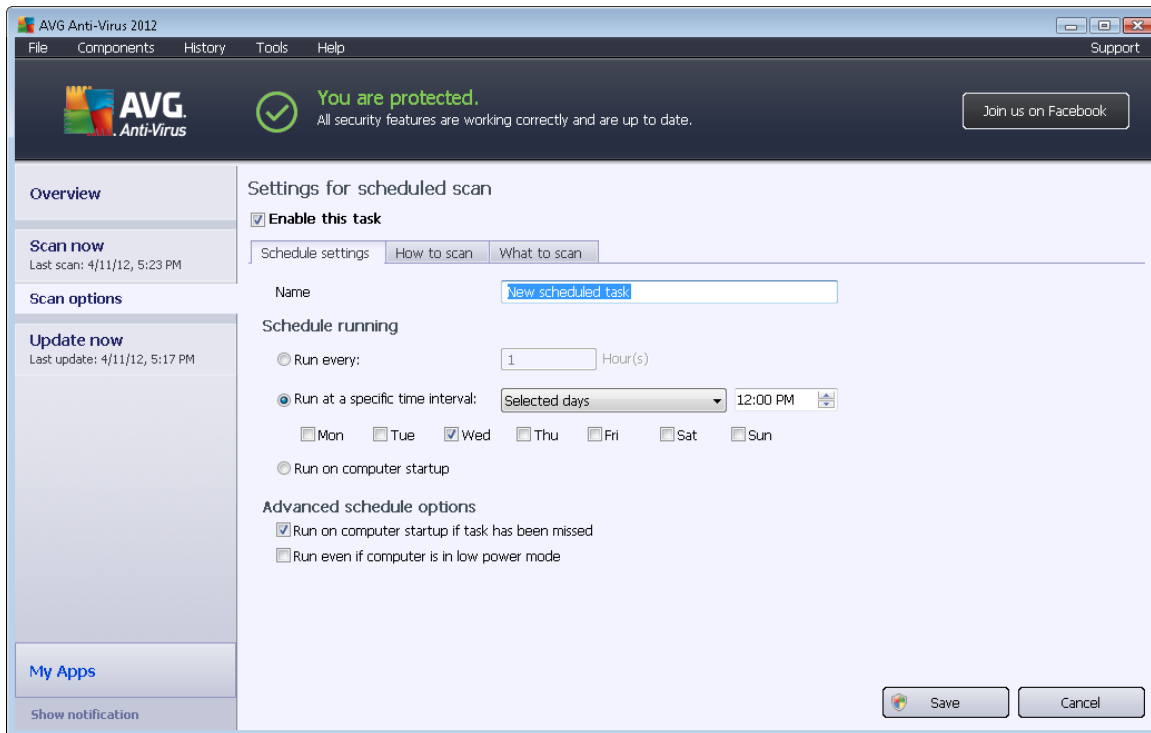 AVG Anti-Virus 2012
File Components History Tools Help Support
AVG.
Anti-Virus
You are protected.
All security features are working correctly and are up to date.
Join us on Facebook
Overview
Scan now
Last scan: 4/11/12, 5:23 PM
Scan options
Update now
Last update: 4/11/12, 5:17 PM
My Apps
Show notification
Settings for scheduled scan
Enable this task
Schedule settings How to scan What to scan
Name New scheduled task
Schedule running
Run every: 1 Hour(s)
Run at a specific time interval: Selected days 12:00 PM
Mon Tue Wed Thu Fri Sat Sun
Run on computer startup
Advanced schedule options
Run on computer startup if task has been missed
Run even if computer is in low power mode
Save Cancel